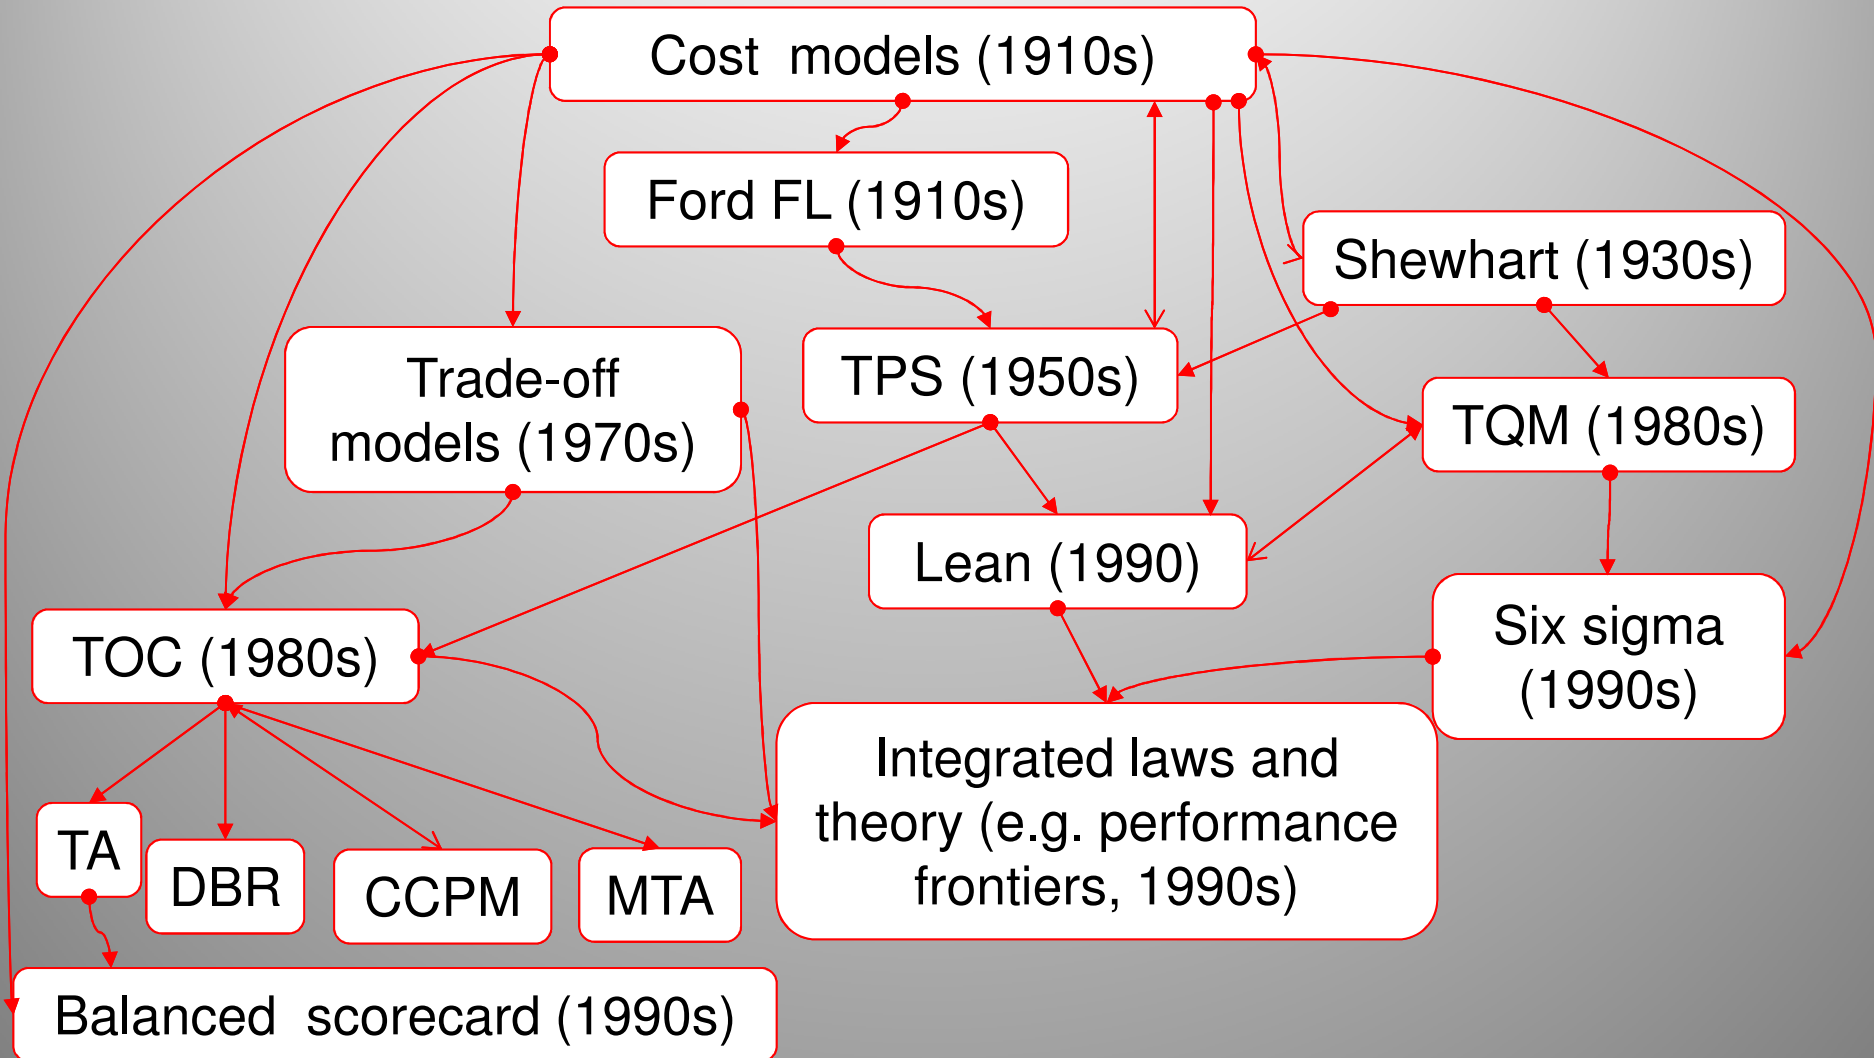 Cost  models (1910s)
Ford FL (1910s)
Shewhart (1930s)
Trade-off
models (1970s)
TPS (1950s)
TQM (1980s)
Lean (1990)
TOC (1980s)
Six sigma
(1990s)
Integrated laws and
theory (e.g. performance
frontiers, 1990s)
TA
DBR
CCPM
MTA
Balanced  scorecard (1990s)